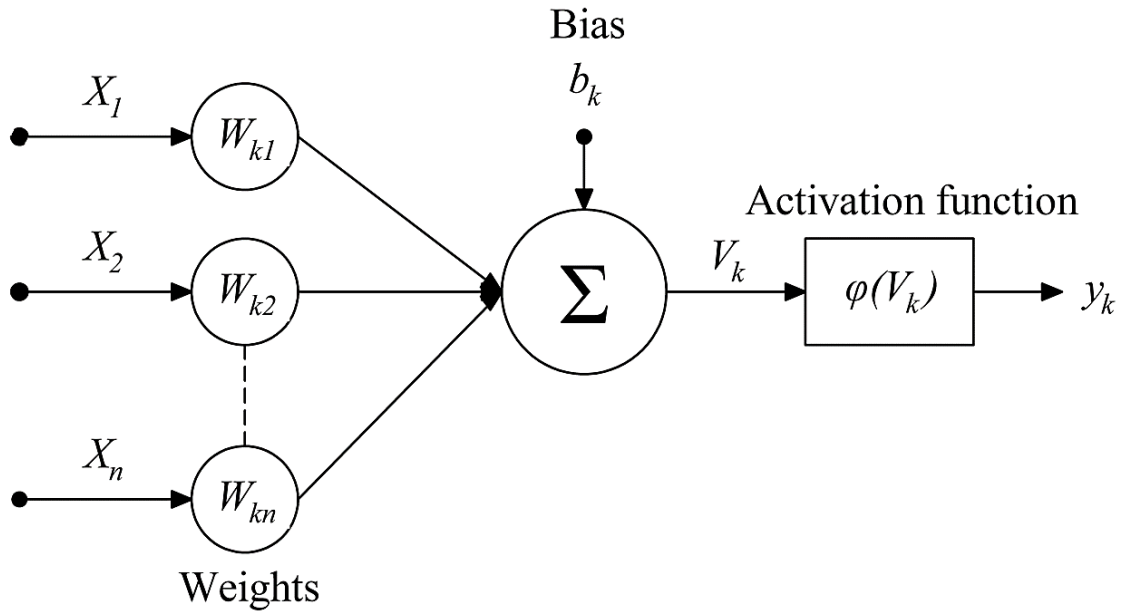 Bias
b_k
X_1
W_k1
Activation function
X_2
W_k2
Σ
V_k
φ(V_k)
y_k
X_n
W_kn
Weights